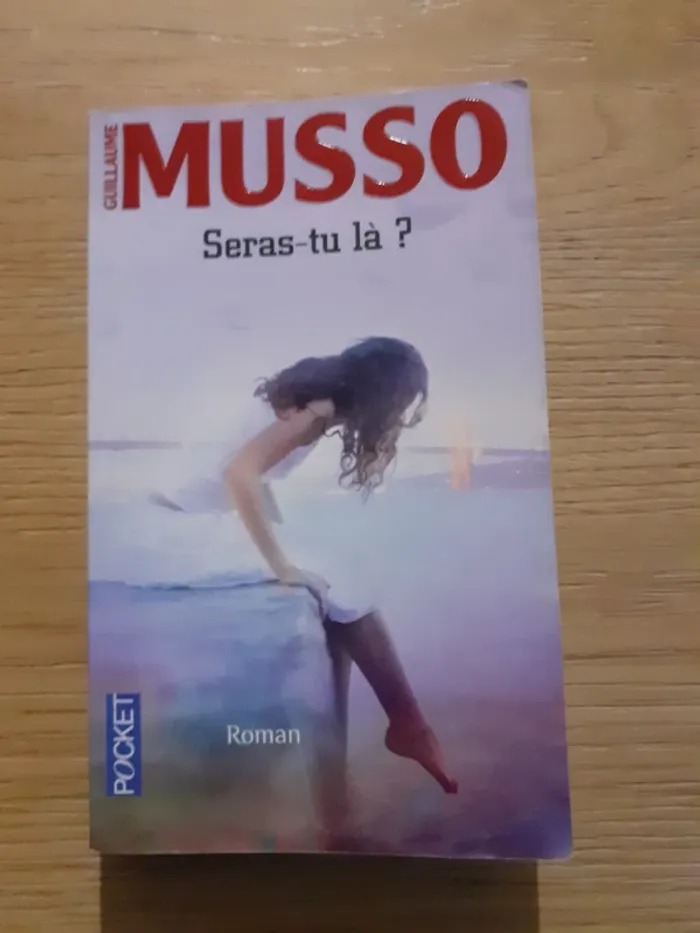 GUILLAUME
MUSSO
Seras-tu là ?
Roman
POCKET